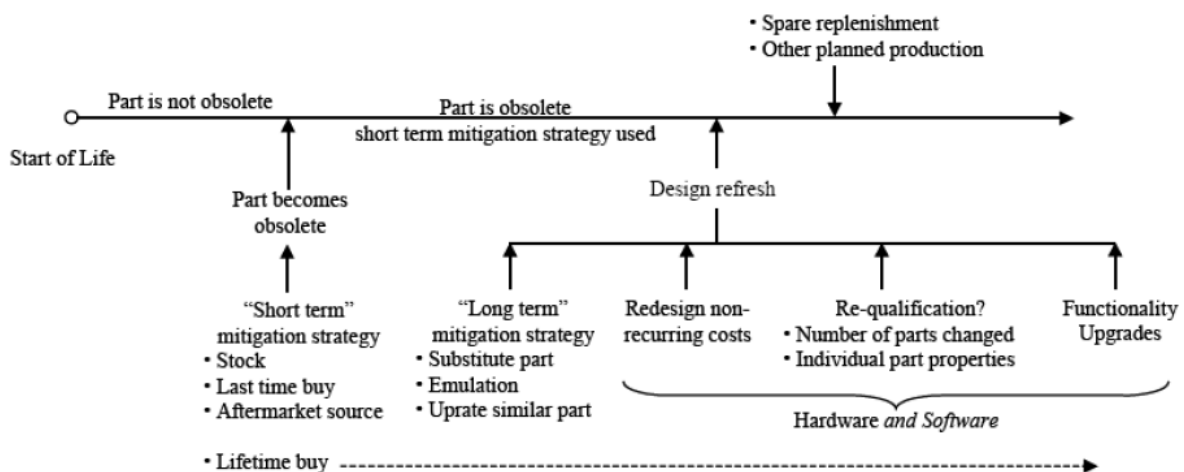 • Spare replenishment
• Other planned production
Part is not obsolete
Part is obsolete
short term mitigation strategy used
Start of Life
Part becomes
obsolete
Design refresh
“Short term”
mitigation strategy
• Stock
• Last time buy
• Aftermarket source
• Lifetime buy
“Long term”
mitigation strategy
• Substitute part
• Emulation
• Uprate similar part
Redesign non-
recurring costs
Re-qualification?
• Number of parts changed
• Individual part properties
Functionality
Upgrades
Hardware and Software